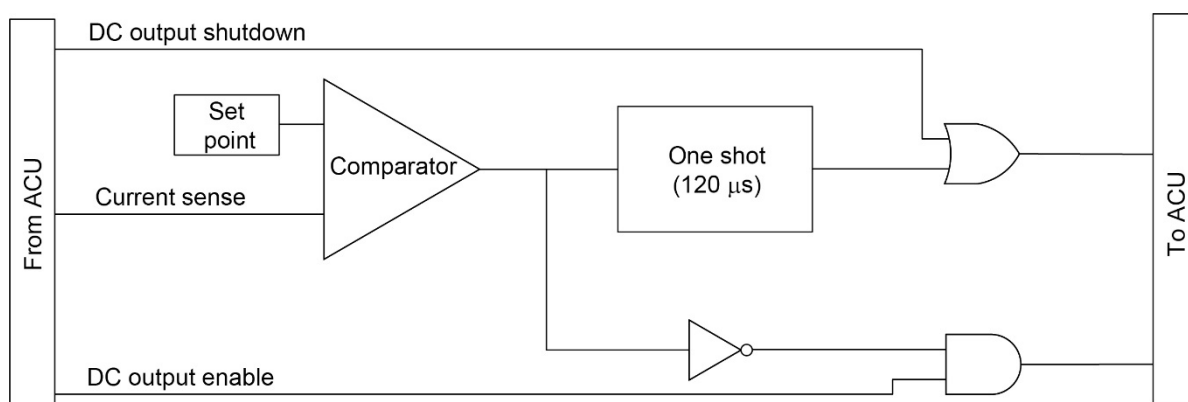 DC output shutdown
Set
point
Comparator
One shot
(120 μs)
Current sense
From ACU
To ACU
DC output enable